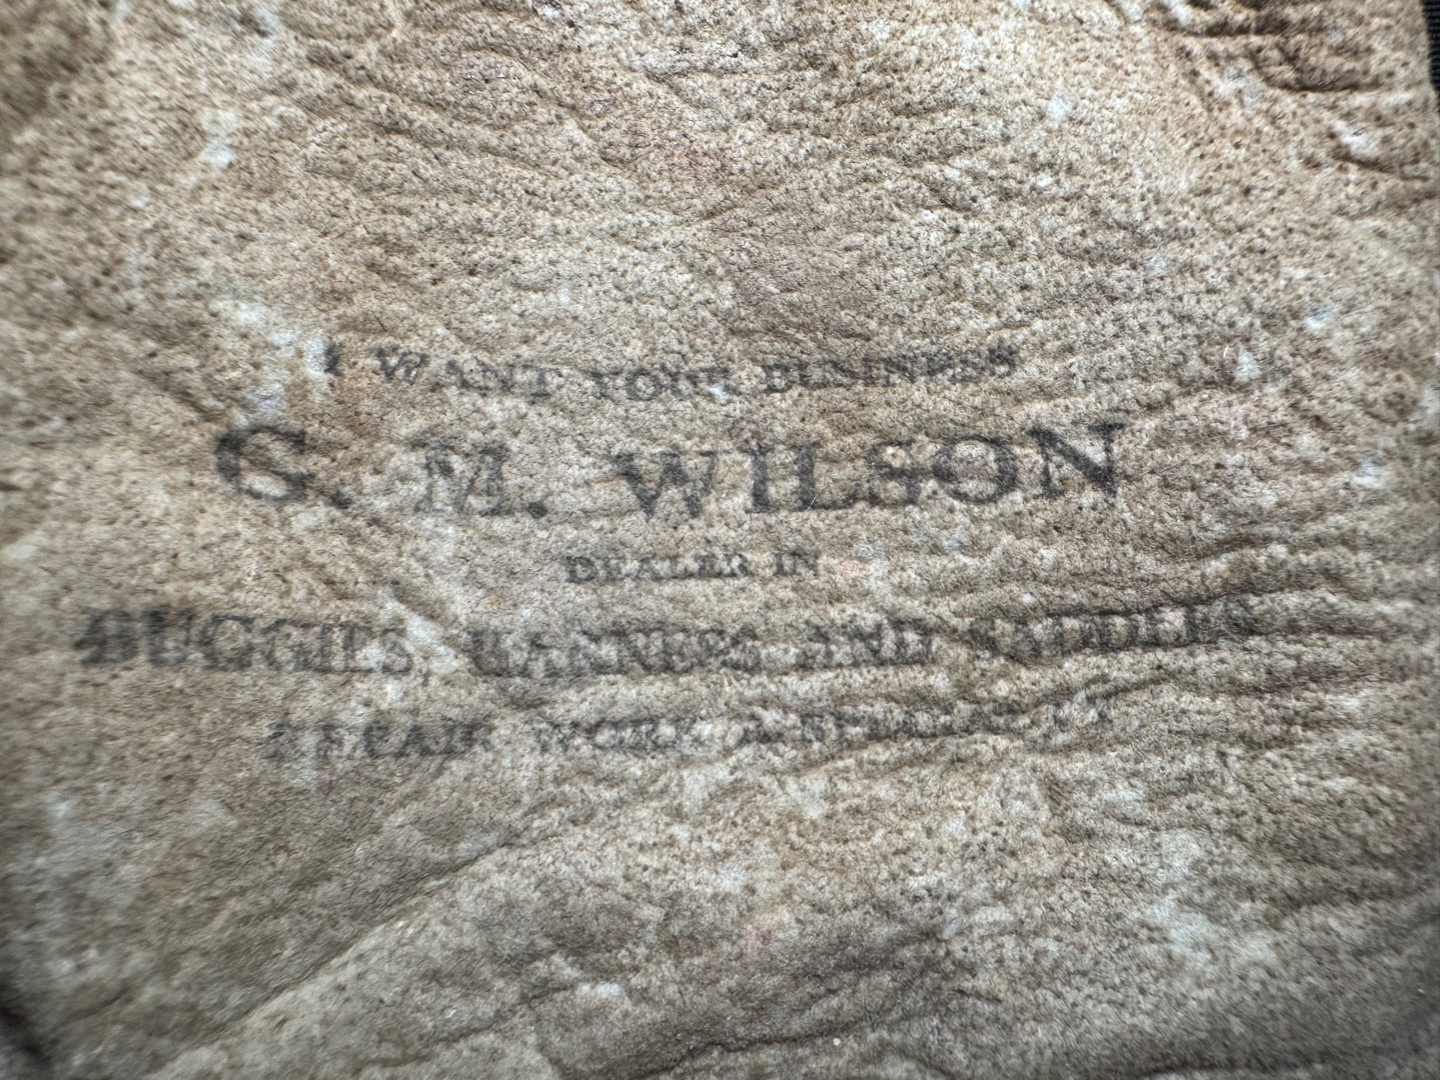 I WANT YOUR BUSINESS
G. M. WILSON
DEALER IN
BUGGIES, HARNESS AND SADDLES
REPAIR WORK A SPECIALTY